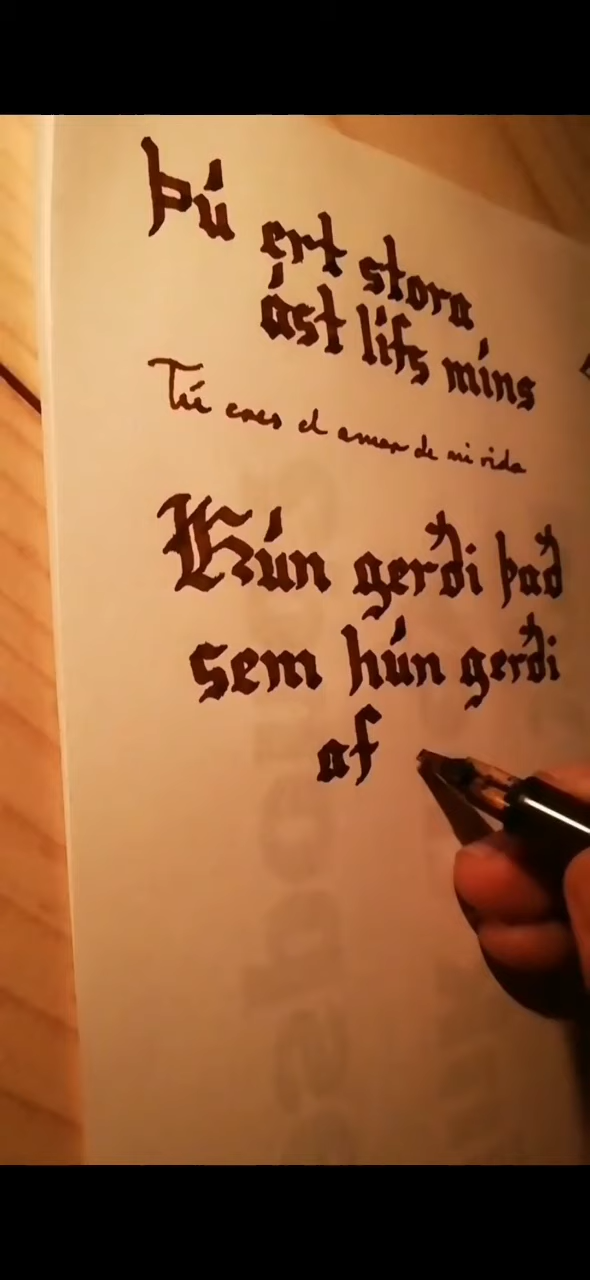 Þú ert stora
ást lífs míns
Tú eres el amor de mi vida
Hún gerði það
sem hún gerði
af